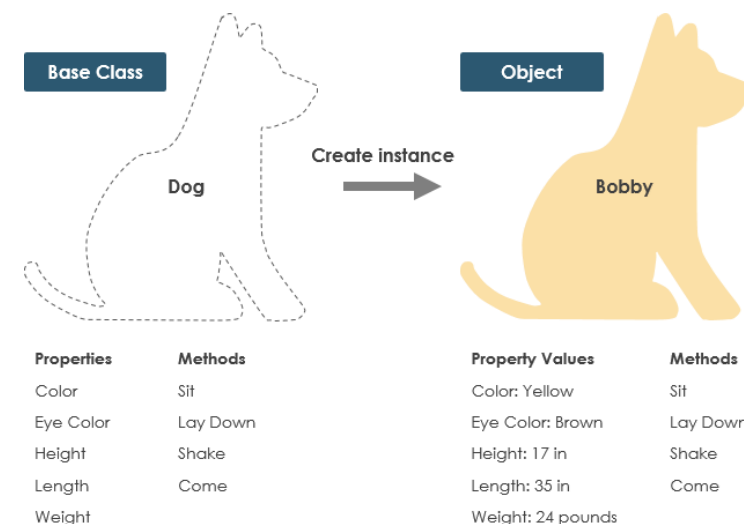 Base Class
Object
Create instance
Dog
Bobby
Properties Methods
Color Sit
Eye Color Lay Down
Height Shake
Length Come
Weight
Property Values Methods
Color: Yellow Sit
Eye Color: Brown Lay Down
Height: 17 in Shake
Length: 35 in Come
Weight: 24 pounds